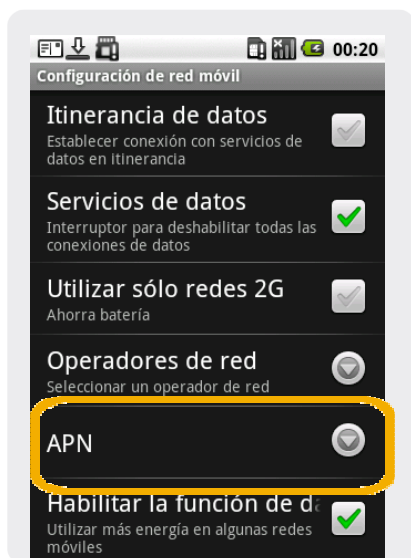 00:20
Configuración de red móvil
Itinerancia de datos
Establecer conexión con servicios de
datos en itinerancia
Servicios de datos
Interruptor para deshabilitar todas las
conexiones de datos
Utilizar sólo redes 2G
Ahorra batería
Operadores de red
Seleccionar un operador de red
APN
Habilitar la función de
Utilizar más energía en algunas redes
móviles